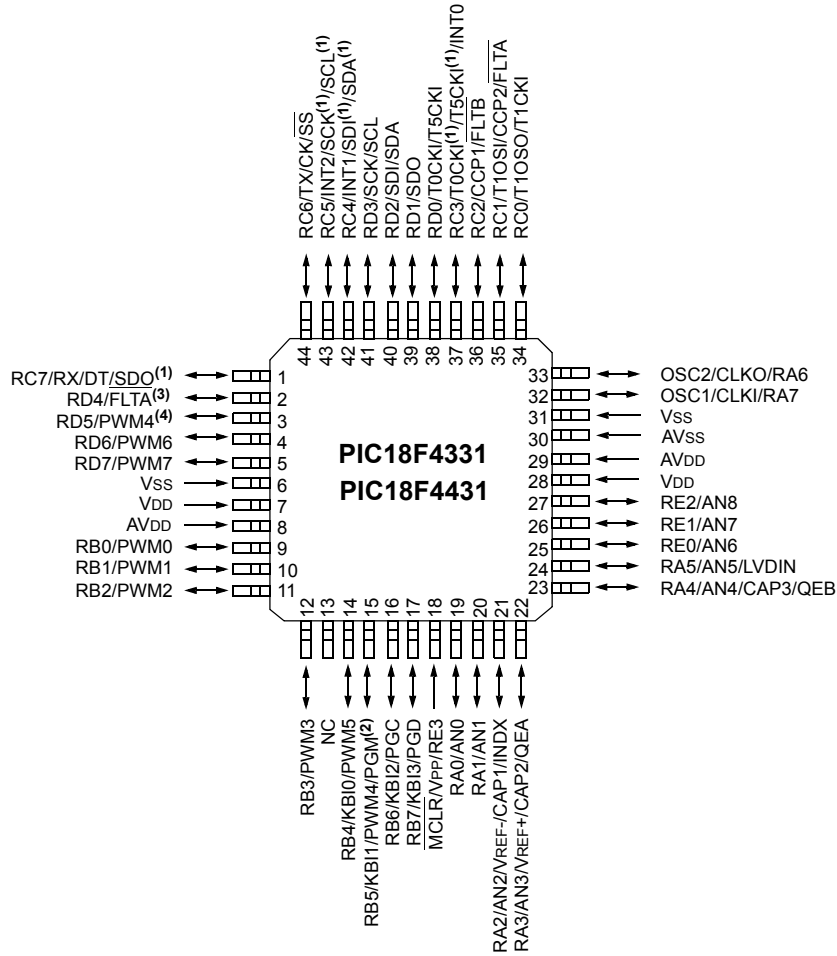 RC6/TX/CK/SS
RC5/INT2/SCK(1)/SCL(1)
RC4/INT1/SDI(1)/SDA(1)
RD3/SCK/SCL
RD2/SDI/SDA
RD1/SDO
RD0/T0CKI/T5CKI
RC3/T0CKI(1)/T5CKI(1)/INT0
RC2/CCP1/FLTB
RC1/T1OSI/CCP2/FLTA
RC0/T1OSO/T1CKI
44
43
42
41
40
39
38
37
36
35
34
RC7/RX/DT/SDO(1) 1
RD4/FLTA(3) 2
RD5/PWM4(4) 3
RD6/PWM6 4
RD7/PWM7 5
VSS 6
VDD 7
AVDD 8
RB0/PWM0 9
RB1/PWM1 10
RB2/PWM2 11
PIC18F4331
PIC18F4431
33 OSC2/CLKO/RA6
32 OSC1/CLKI/RA7
31 VSS
30 AVSS
29 AVDD
28 VDD
27 RE2/AN8
26 RE1/AN7
25 RE0/AN6
24 RA5/AN5/LVDIN
23 RA4/AN4/CAP3/QEB
12
13
14
15
16
17
18
19
20
21
22
RB3/PWM3
NC
RB4/KBI0/PWM5
RB5/KBI1/PWM4/PGM(2)
RB6/KBI2/PGC
RB7/KBI3/PGD
MCLR/VPP/RE3
RA0/AN0
RA1/AN1
RA2/AN2/VREF-/CAP1/INDX
RA3/AN3/VREF+/CAP2/QEA